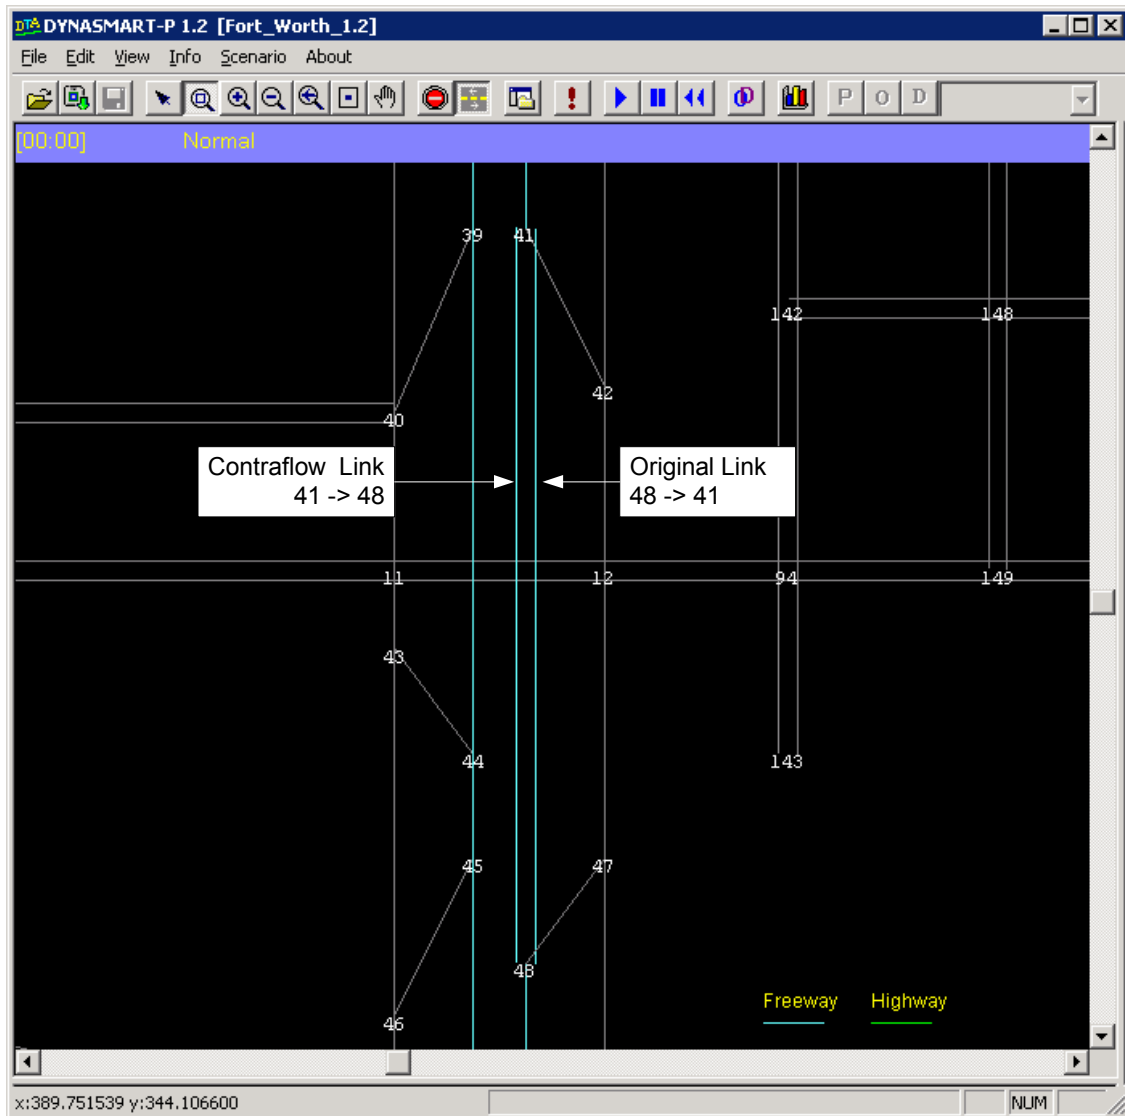 DTA DYNASMART-P 1.2 [Fort_Worth_1.2]
File Edit View Info Scenario About
P O D
[00:00] Normal
39 41
142 148
42
40
Contraflow Link
41 -> 48
Original Link
48 -> 41
11 12 94 149
43
44 143
45 47
48
Freeway Highway
46
x:389.751539 y:344.106600 NUM